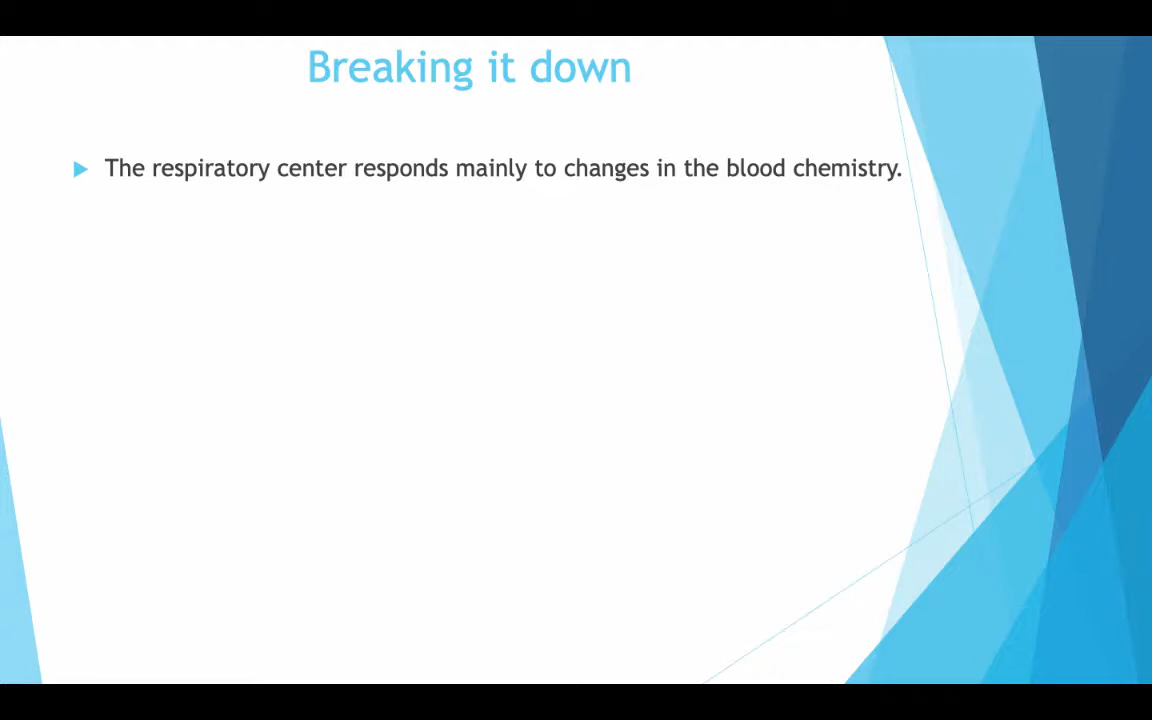 Breaking it down
The respiratory center responds mainly to changes in the blood chemistry.